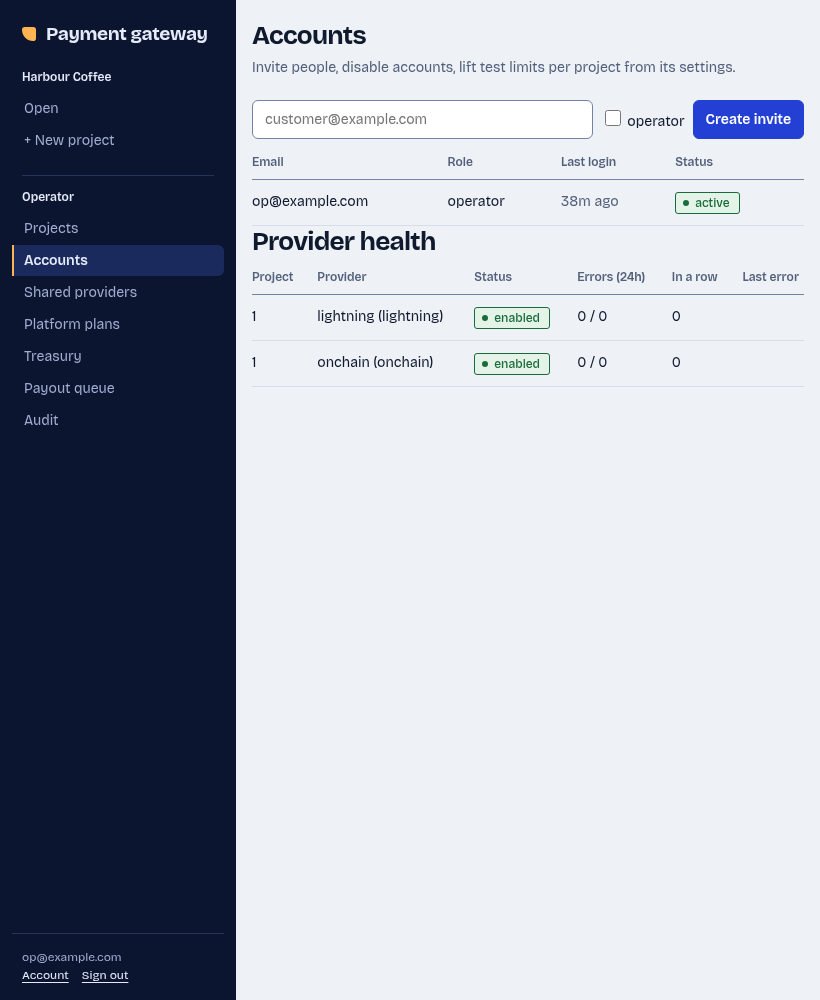 Payment gateway
Harbour Coffee
Open
+ New project
Operator
Projects
Accounts
Shared providers
Platform plans
Treasury
Payout queue
Audit
op@example.com
Account Sign out
Accounts
Invite people, disable accounts, lift test limits per project from its settings.
customer@example.com operator Create invite
Email Role Last login Status
op@example.com operator 38m ago active
Provider health
Project Provider Status Errors (24h) In a row Last error
1 lightning (lightning) enabled 0 / 0 0
1 onchain (onchain) enabled 0 / 0 0